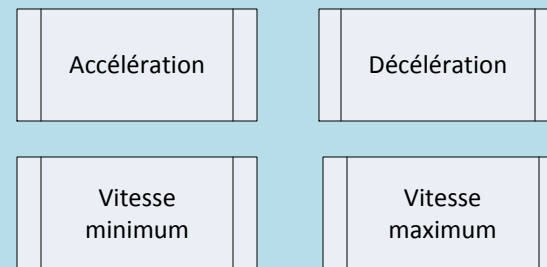 Accélération
Décélération
Vitesse
minimum
Vitesse
maximum